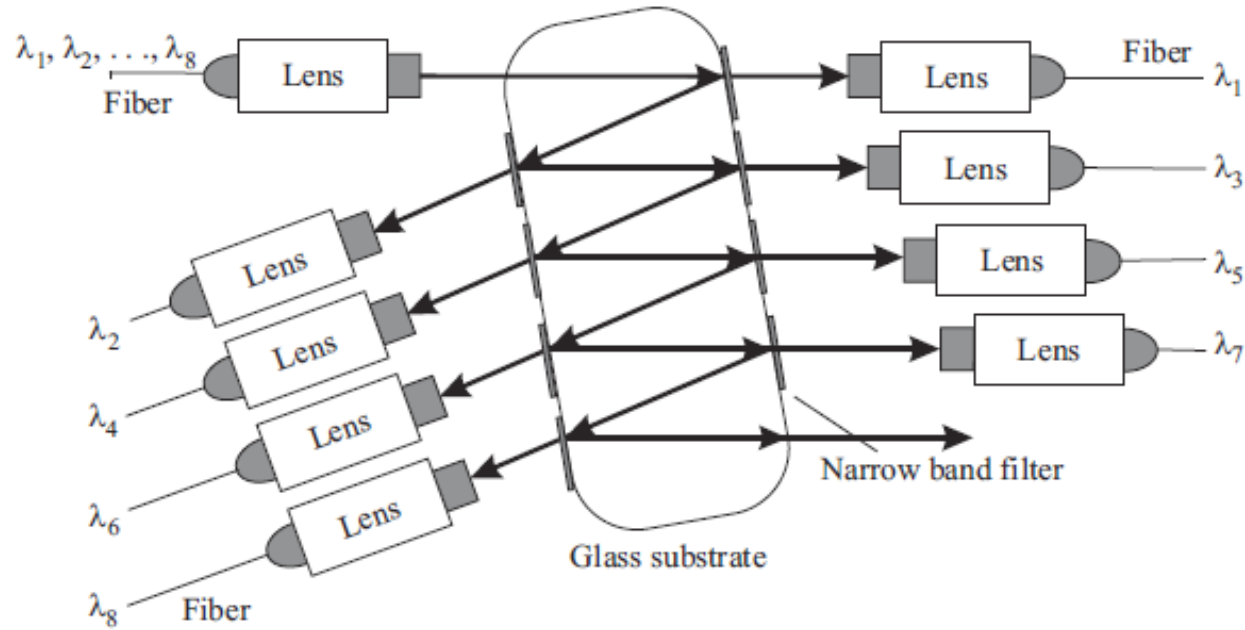 λ1, λ2, . . ., λ8
Fiber
Lens
Lens
Fiber
λ1
Lens
λ3
Lens
λ2
Lens
λ5
Lens
λ4
Lens
λ7
Lens
λ6
Lens
λ8
Fiber
Narrow band filter
Glass substrate